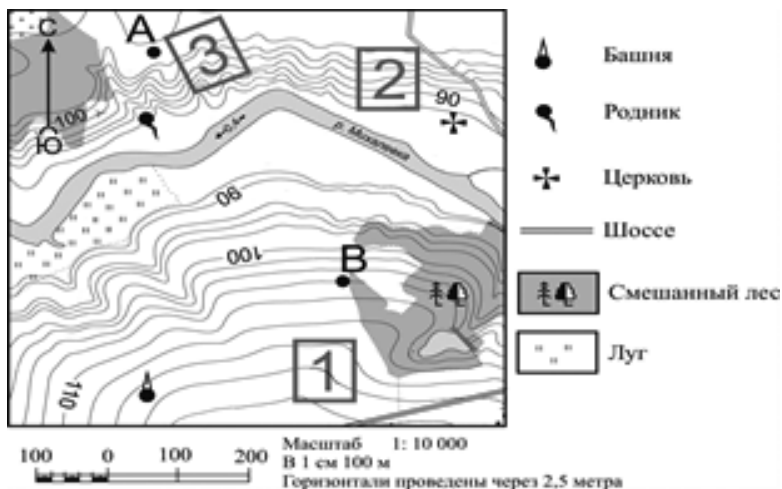 С
А
3
2
Башня
100
90
Родник
Ю
р. Михалевка
Церковь
90
Шоссе
100
В
Смешанный лес
1
Луг
110
100 0 100 200
Масштаб 1: 10 000
В 1 см 100 м
Горизонтали проведены через 2,5 метра